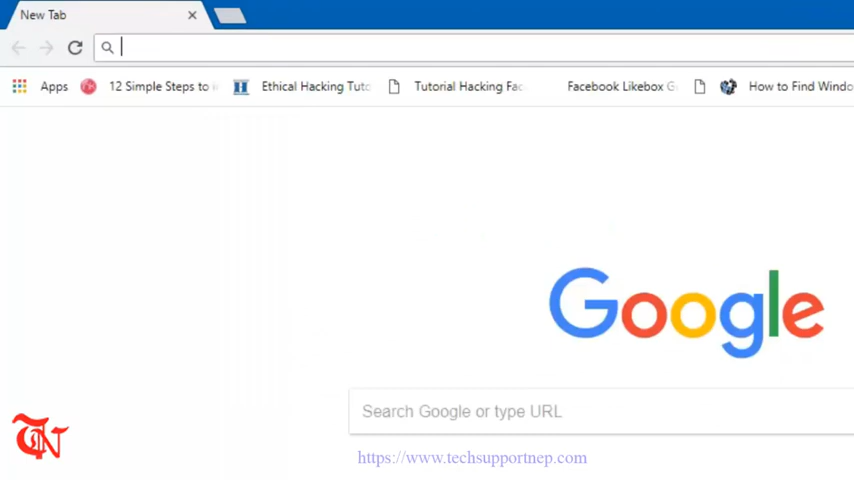 New Tab
Apps 12 Simple Steps to Ethical Hacking Tuto Tutorial Hacking Fac Facebook Likebox G How to Find Windo
Google
Search Google or type URL
https://www.techsupportnep.com
TN